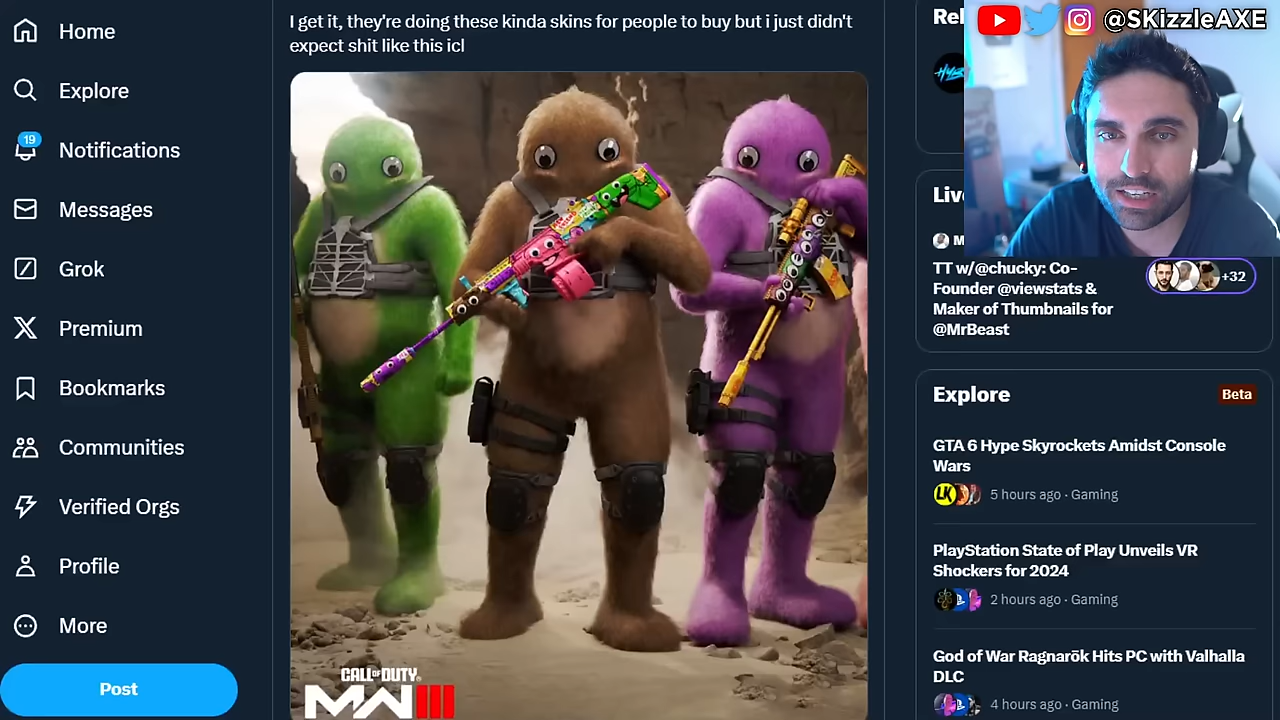 Home
Explore
19
Notifications
Messages
Grok
Premium
Bookmarks
Communities
Verified Orgs
Profile
More
Post
I get it, they're doing these kinda skins for people to buy but i just didn't
expect shit like this icl
CALL OF DUTY
MW III
@SKizzleAXE
TT w/@chucky: Co-
Founder @viewstats &
Maker of Thumbnails for
@MrBeast
+32
Explore
Beta
GTA 6 Hype Skyrockets Amidst Console
Wars
5 hours ago · Gaming
PlayStation State of Play Unveils VR
Shockers for 2024
2 hours ago · Gaming
God of War Ragnarök Hits PC with Valhalla
DLC
4 hours ago · Gaming